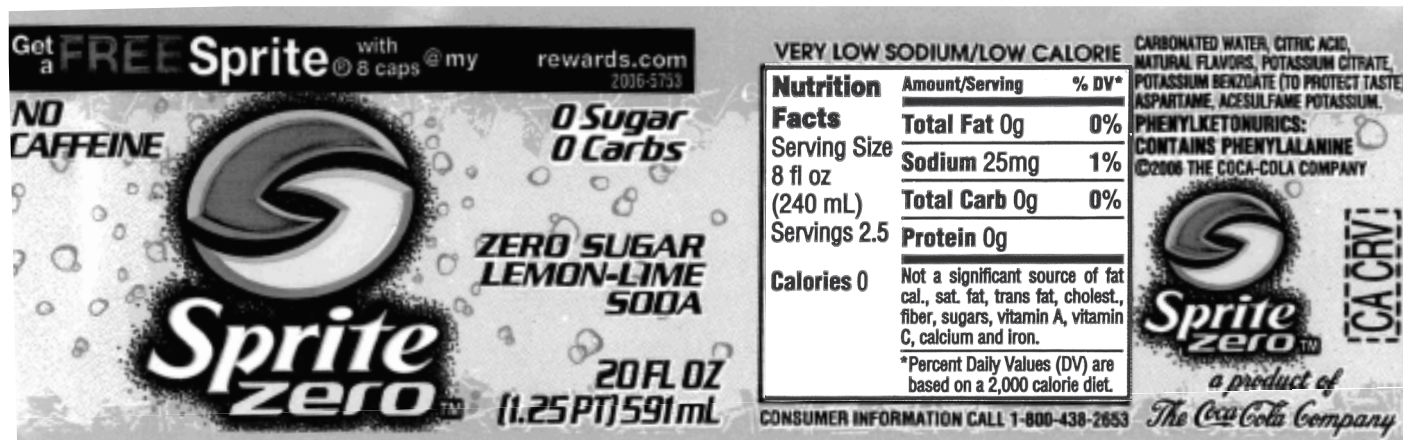 Get a FREE Sprite® with 8 caps @my rewards.com
2036-5753
NO
CAFFEINE
0 Sugar
0 Carbs
ZERO SUGAR
LEMON-LIME
SODA
Sprite
zero™
20 FL OZ
(1.25 PT) 591 mL
VERY LOW SODIUM/LOW CALORIE
Nutrition
Facts
Serving Size
8 fl oz
(240 mL)
Servings 2.5
Calories 0
Amount/Serving % DV*
Total Fat 0g 0%
Sodium 25mg 1%
Total Carb 0g 0%
Protein 0g
Not a significant source of fat
cal., sat. fat, trans fat, cholest.,
fiber, sugars, vitamin A, vitamin
C, calcium and iron.
*Percent Daily Values (DV) are
based on a 2,000 calorie diet.
CONSUMER INFORMATION CALL 1-800-438-2653
CARBONATED WATER, CITRIC ACID,
NATURAL FLAVORS, POTASSIUM CITRATE,
POTASSIUM BENZOATE (TO PROTECT TASTE)
ASPARTAME, ACESULFAME POTASSIUM.
PHENYLKETONURICS:
CONTAINS PHENYLALANINE
©2006 THE COCA-COLA COMPANY
Sprite
zero™
CA CRV
a product of
The Coca-Cola Company